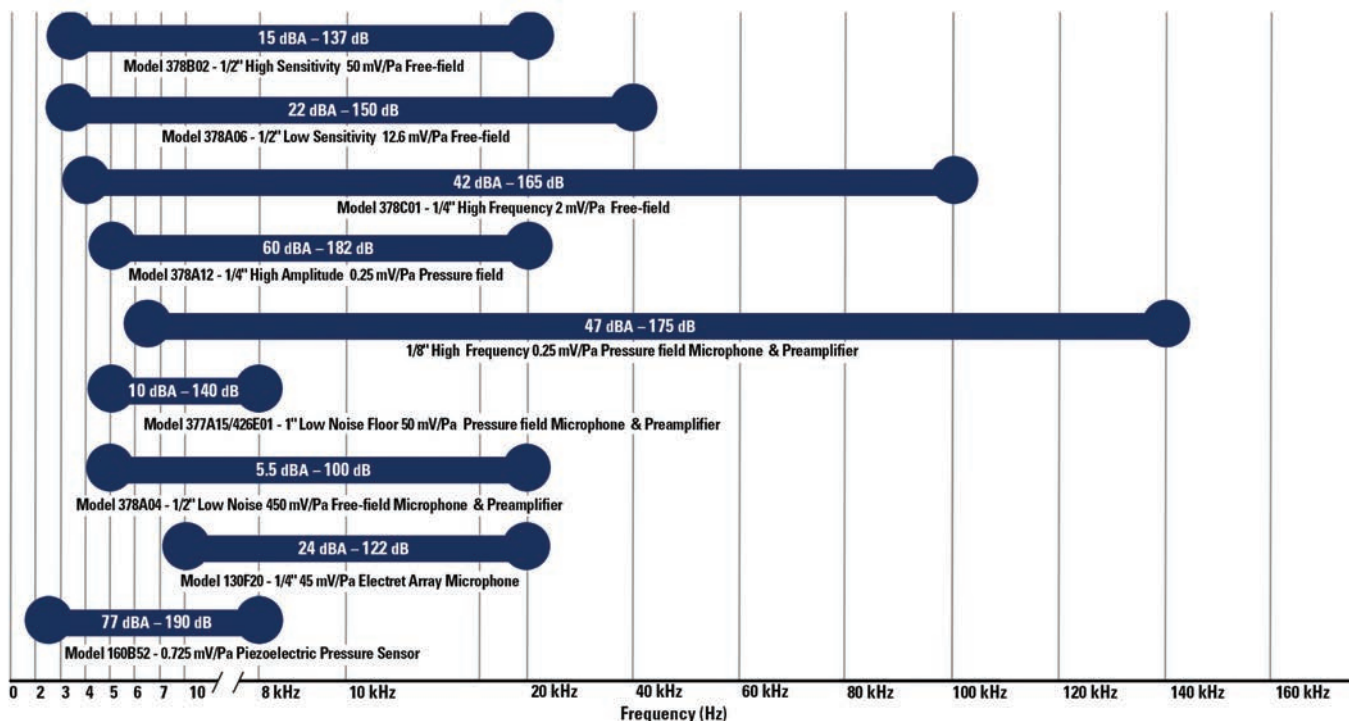 15 dBA – 137 dB
Model 378B02 - 1/2" High Sensitivity 50 mV/Pa Free-field
22 dBA – 150 dB
Model 378A06 - 1/2" Low Sensitivity 12.6 mV/Pa Free-field
42 dBA – 165 dB
Model 378C01 - 1/4" High Frequency 2 mV/Pa Free-field
60 dBA – 182 dB
Model 378A12 - 1/4" High Amplitude 0.25 mV/Pa Pressure field
47 dBA – 175 dB
1/8" High Frequency 0.25 mV/Pa Pressure field Microphone & Preamplifier
10 dBA – 140 dB
Model 377A15/426E01 - 1" Low Noise Floor 50 mV/Pa Pressure field Microphone & Preamplifier
5.5 dBA – 100 dB
Model 378A04 - 1/2" Low Noise 450 mV/Pa Free-field Microphone & Preamplifier
24 dBA – 122 dB
Model 130F20 - 1/4" 45 mV/Pa Electret Array Microphone
77 dBA – 190 dB
Model 160B52 - 0.725 mV/Pa Piezoelectric Pressure Sensor
0 2 3 4 5 6 7 10 8 kHz 10 kHz 20 kHz 40 kHz 60 kHz 80 kHz 100 kHz 120 kHz 140 kHz 160 kHz
Frequency (Hz)